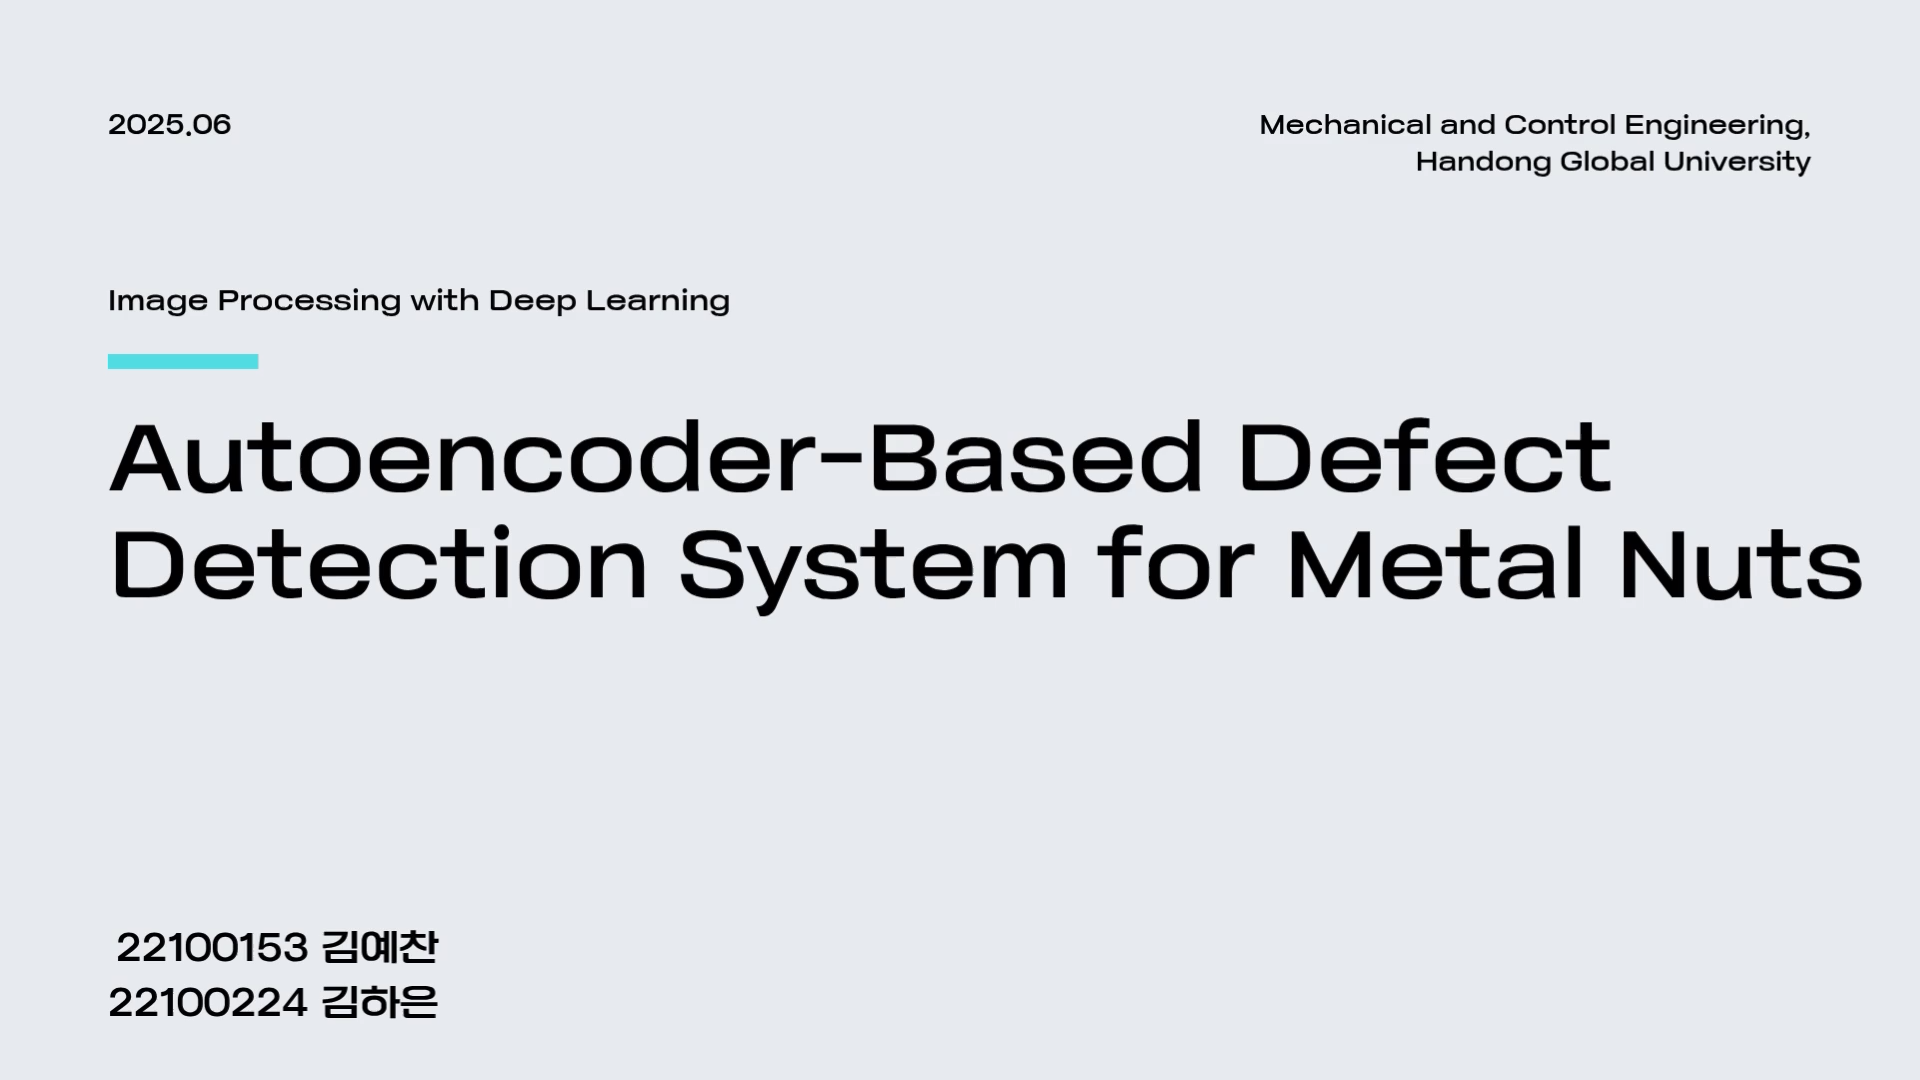 2025.06
Mechanical and Control Engineering,
Handong Global University
Image Processing with Deep Learning
Autoencoder-Based Defect
Detection System for Metal Nuts
22100153 김예찬
22100224 김하은